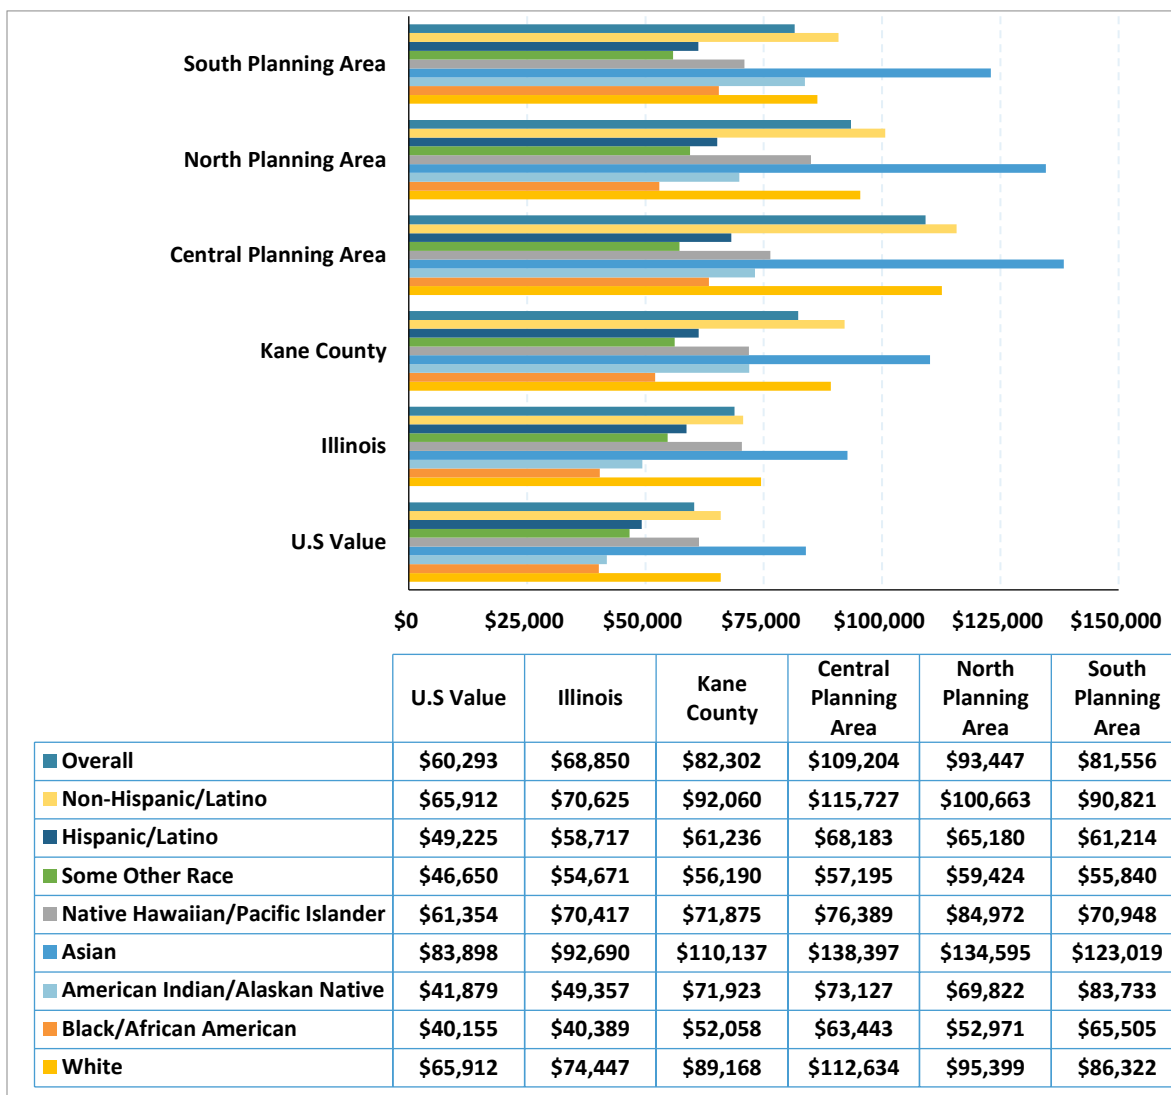 South Planning Area
North Planning Area
Central Planning Area
Kane County
Illinois
U.S Value
$0 $25,000 $50,000 $75,000 $100,000 $125,000 $150,000
U.S Value Illinois Kane County Central Planning Area North Planning Area South Planning Area
Overall $60,293 $68,850 $82,302 $109,204 $93,447 $81,556
Non-Hispanic/Latino $65,912 $70,625 $92,060 $115,727 $100,663 $90,821
Hispanic/Latino $49,225 $58,717 $61,236 $68,183 $65,180 $61,214
Some Other Race $46,650 $54,671 $56,190 $57,195 $59,424 $55,840
Native Hawaiian/Pacific Islander $61,354 $70,417 $71,875 $76,389 $84,972 $70,948
Asian $83,898 $92,690 $110,137 $138,397 $134,595 $123,019
American Indian/Alaskan Native $41,879 $49,357 $71,923 $73,127 $69,822 $83,733
Black/African American $40,155 $40,389 $52,058 $63,443 $52,971 $65,505
White $65,912 $74,447 $89,168 $112,634 $95,399 $86,322